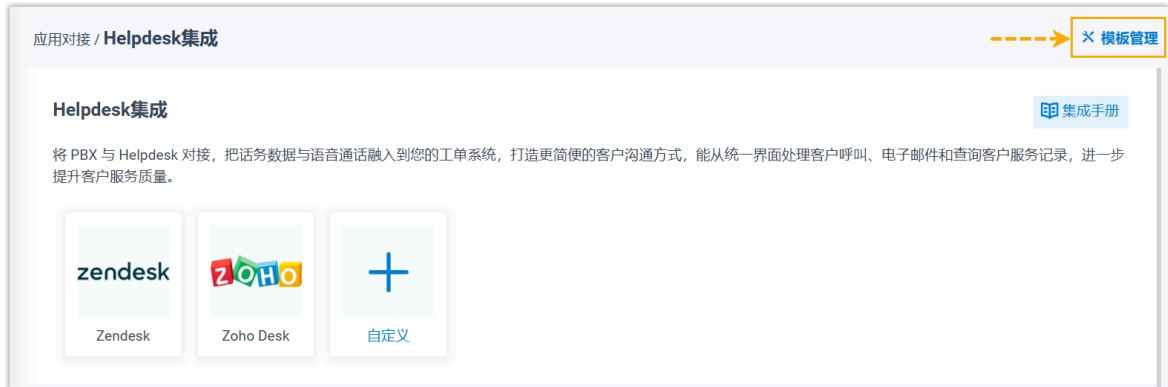 应用对接 / Helpdesk集成
模板管理
Helpdesk集成
集成手册
将 PBX 与 Helpdesk 对接，把话务数据与语音通话融入到您的工单系统，打造更简便的客户沟通方式，能从统一界面处理客户呼叫、电子邮件和查询客户服务记录，进一步
提升客户服务质量。
zendesk
ZOHO
Zendesk
Zoho Desk
自定义